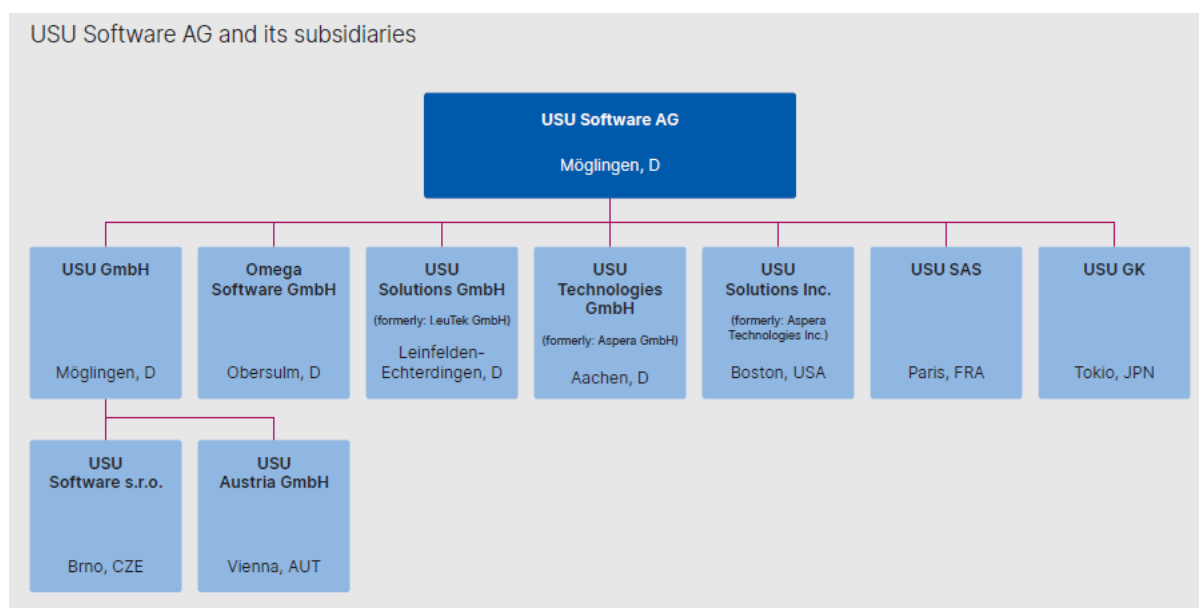 USU Software AG and its subsidiaries
USU Software AG
Möglingen, D
USU GmbH
Möglingen, D
Omega
Software GmbH
Obersulm, D
USU
Solutions GmbH
(formerly: LeuTek GmbH)
Leinfelden-
Echterdingen, D
USU
Technologies
GmbH
(formerly: Aspera GmbH)
Aachen, D
USU
Solutions Inc.
(formerly: Aspera
Technologies Inc.)
Boston, USA
USU SAS
Paris, FRA
USU GK
Tokio, JPN
USU
Software s.r.o.
Brno, CZE
USU
Austria GmbH
Vienna, AUT